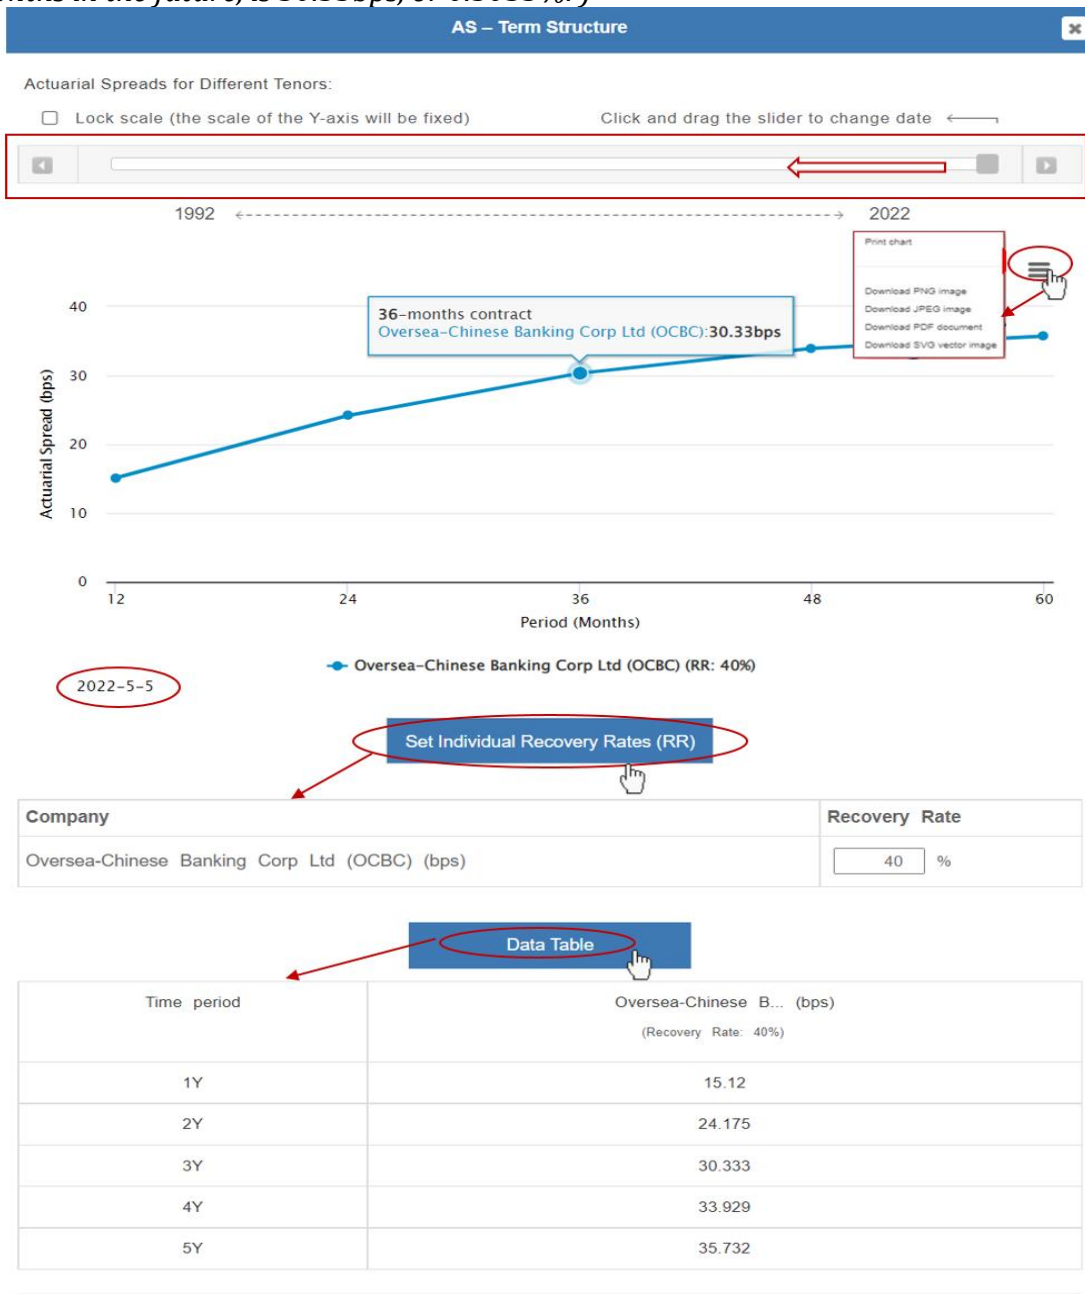 AS – Term Structure
Actuarial Spreads for Different Tenors:
Lock scale (the scale of the Y-axis will be fixed)
Click and drag the slider to change date
1992
2022
Print chart
Download PNG image
Download JPEG image
Download PDF document
Download SVG vector image
36-months contract
Oversea-Chinese Banking Corp Ltd (OCBC):30.33bps
Actuarial Spread (bps)
40
30
20
10
0
12 24 36 48 60
Period (Months)
Oversea-Chinese Banking Corp Ltd (OCBC) (RR: 40%)
2022-5-5
Set Individual Recovery Rates (RR)
Company Recovery Rate
Oversea-Chinese Banking Corp Ltd (OCBC) (bps) 40 %
Data Table
Time period Oversea-Chinese B... (bps)
(Recovery Rate: 40%)
1Y 15.12
2Y 24.175
3Y 30.333
4Y 33.929
5Y 35.732